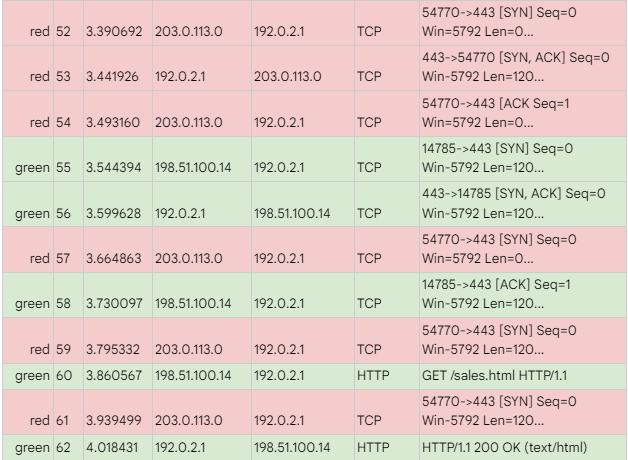 54770->443 [SYN] Seq=0
red 52 3.390692 203.0.113.0 192.0.2.1 TCP Win=5792 Len=0...
443->54770 [SYN, ACK] Seq=0
red 53 3.441926 192.0.2.1 203.0.113.0 TCP Win-5792 Len=120...
54770->443 [ACK Seq=1
red 54 3.493160 203.0.113.0 192.0.2.1 TCP Win=5792 Len=0...
14785->443 [SYN] Seq=0
green 55 3.544394 198.51.100.14 192.0.2.1 TCP Win-5792 Len=120...
443->14785 [SYN, ACK] Seq=0
green 56 3.599628 192.0.2.1 198.51.100.14 TCP Win-5792 Len=120...
54770->443 [SYN] Seq=0
red 57 3.664863 203.0.113.0 192.0.2.1 TCP Win=5792 Len=0...
14785->443 [ACK] Seq=1
green 58 3.730097 198.51.100.14 192.0.2.1 TCP Win-5792 Len=120...
54770->443 [SYN] Seq=0
red 59 3.795332 203.0.113.0 192.0.2.1 TCP Win-5792 Len=120...
green 60 3.860567 198.51.100.14 192.0.2.1 HTTP GET /sales.html HTTP/1.1
54770->443 [SYN] Seq=0
red 61 3.939499 203.0.113.0 192.0.2.1 TCP Win-5792 Len=120...
green 62 4.018431 192.0.2.1 198.51.100.14 HTTP HTTP/1.1 200 OK (text/html)